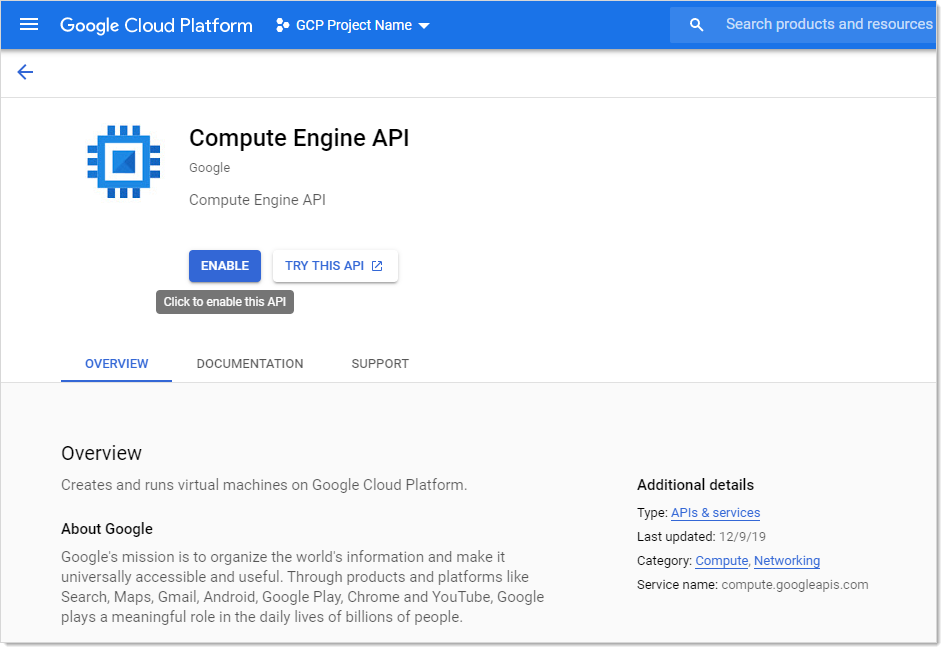 Google Cloud Platform GCP Project Name Search products and resources
Compute Engine API
Google
Compute Engine API
ENABLE TRY THIS API
Click to enable this API
OVERVIEW DOCUMENTATION SUPPORT
Overview
Creates and runs virtual machines on Google Cloud Platform.
About Google
Google's mission is to organize the world's information and make it
universally accessible and useful. Through products and platforms like
Search, Maps, Gmail, Android, Google Play, Chrome and YouTube, Google
plays a meaningful role in the daily lives of billions of people.
Additional details
Type: APIs & services
Last updated: 12/9/19
Category: Compute, Networking
Service name: compute.googleapis.com